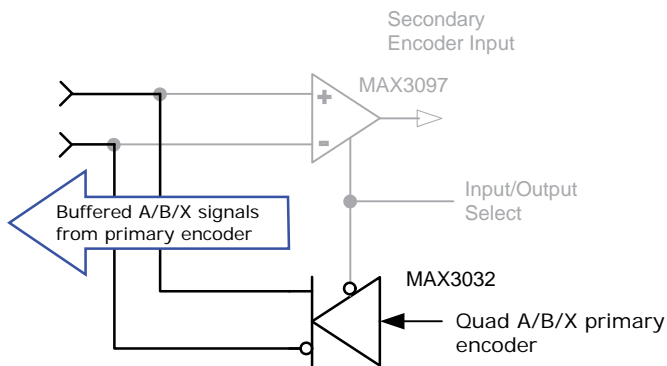 Secondary
Encoder Input
MAX3097
+
-
Buffered A/B/X signals
from primary encoder
Input/Output
Select
MAX3032
Quad A/B/X primary
encoder